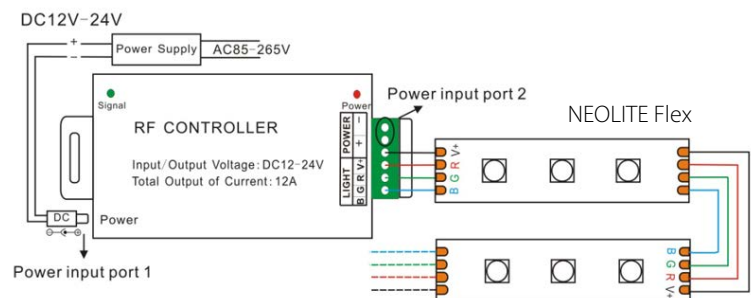 DC12V-24V
+
−
Power Supply
AC85-265V
Signal
Power
Power input port 2
NEOLITE Flex
RF CONTROLLER
Input/Output Voltage:DC12-24V
Total Output of Current:12A
POWER
− +
LIGHT
B G R V+
V+
R
G
B
DC
Power
Power input port 1
B
G
R
V+